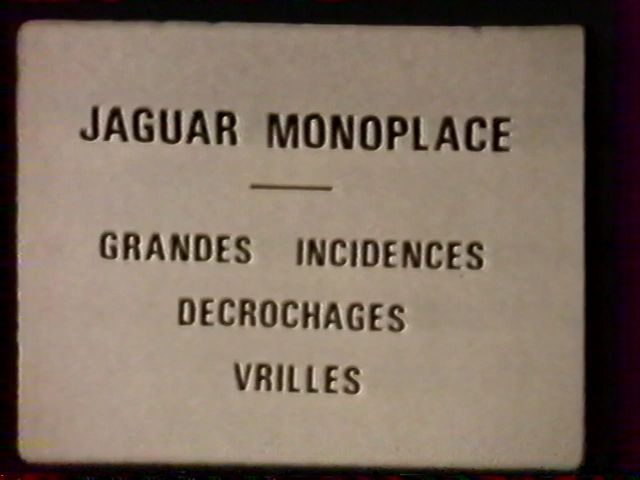 JAGUAR MONOPLACE
GRANDES INCIDENCES
DECROCHAGES
VRILLES